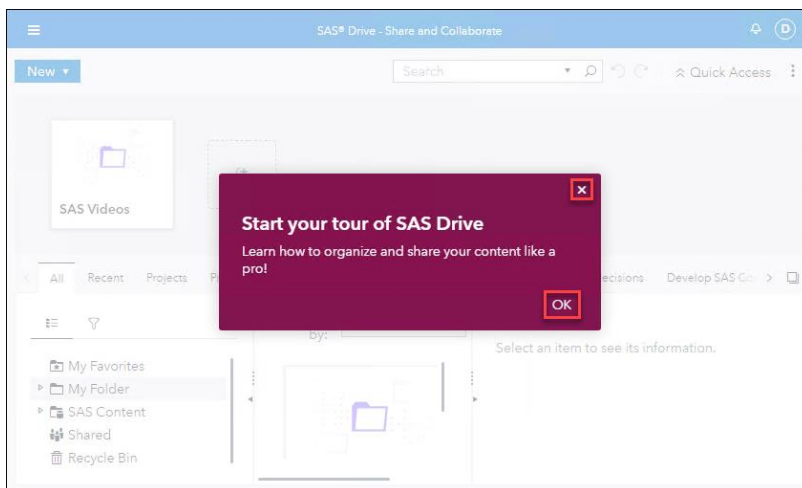 SAS® Drive - Share and Collaborate
D
New
Search
Quick Access
SAS Videos
Start your tour of SAS Drive
Learn how to organize and share your content like a
pro!
OK
All Recent Projects
Develop SAS
by:
Select an item to see its information.
My Favorites
My Folder
SAS Content
Shared
Recycle Bin